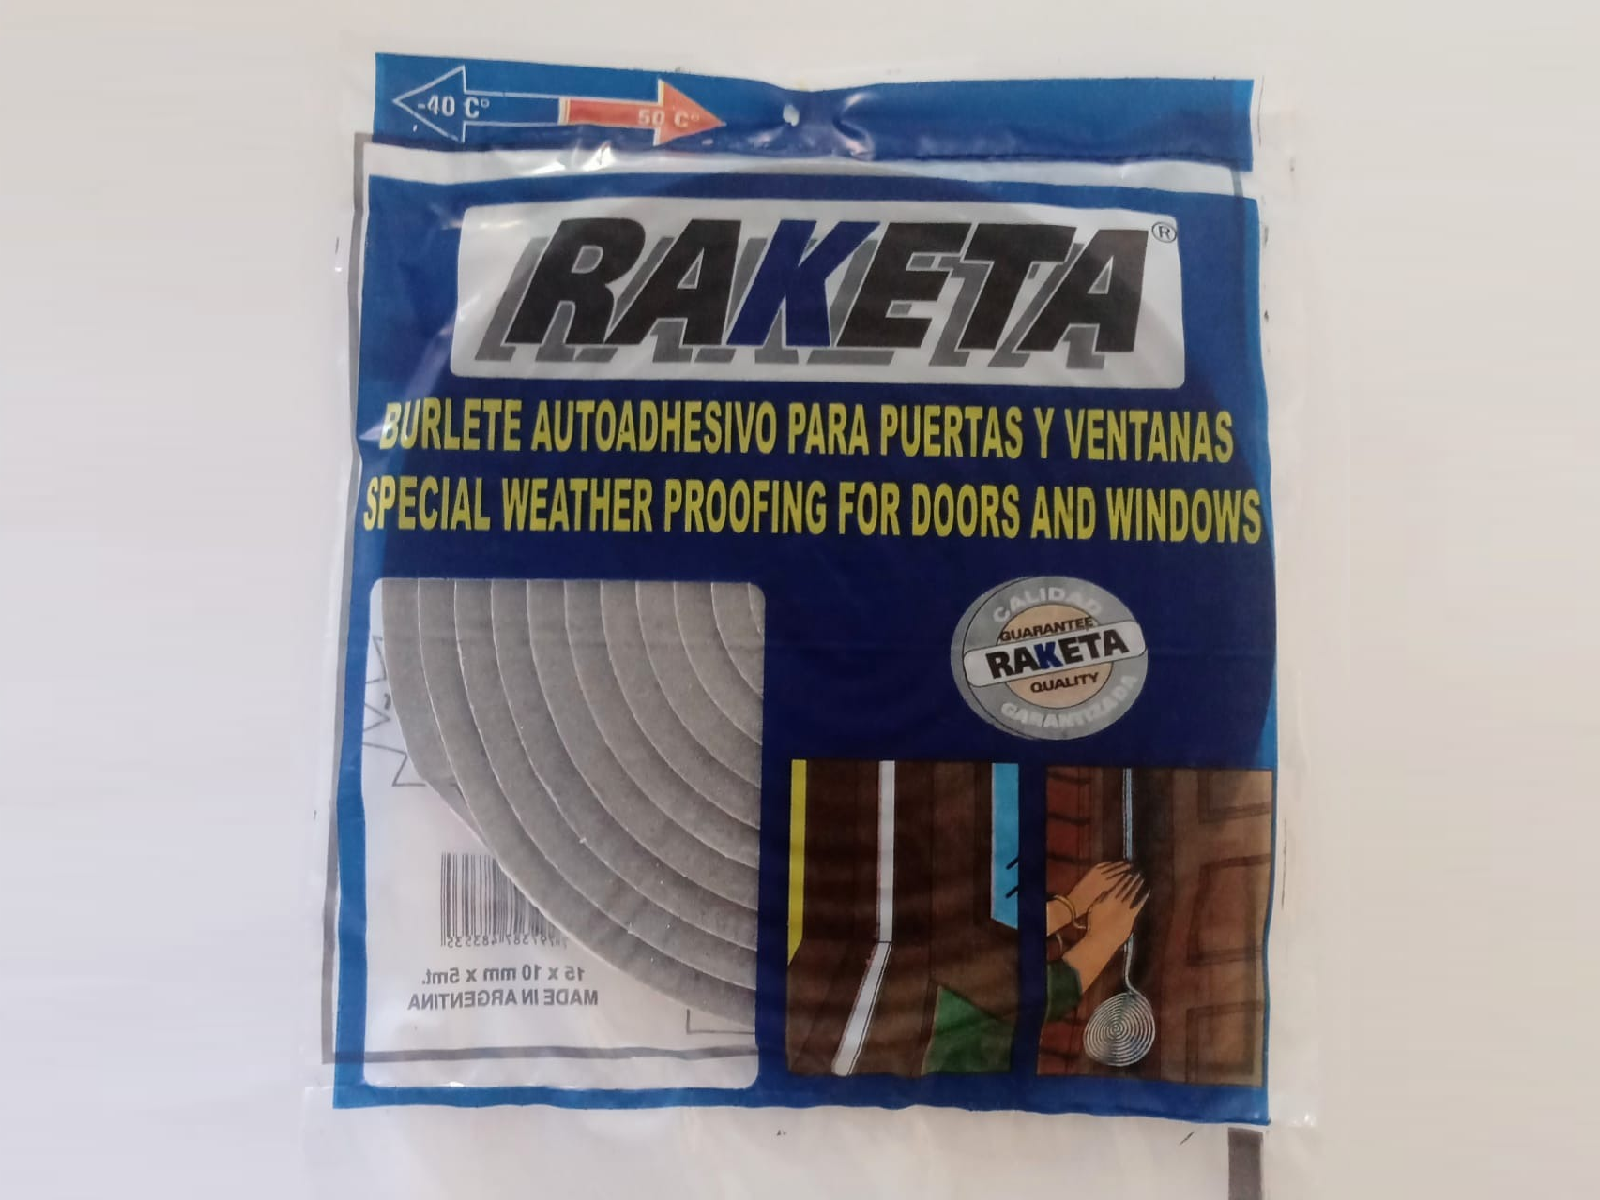 -40 C°
50 C°
RAKETA®
BURLETE AUTOADHESIVO PARA PUERTAS Y VENTANAS
SPECIAL WEATHER PROOFING FOR DOORS AND WINDOWS
CALIDAD
GUARANTEE
RAKETA
QUALITY
GARANTIZADA
15 x 10 mm x 5mt.
MADE IN ARGENTINA